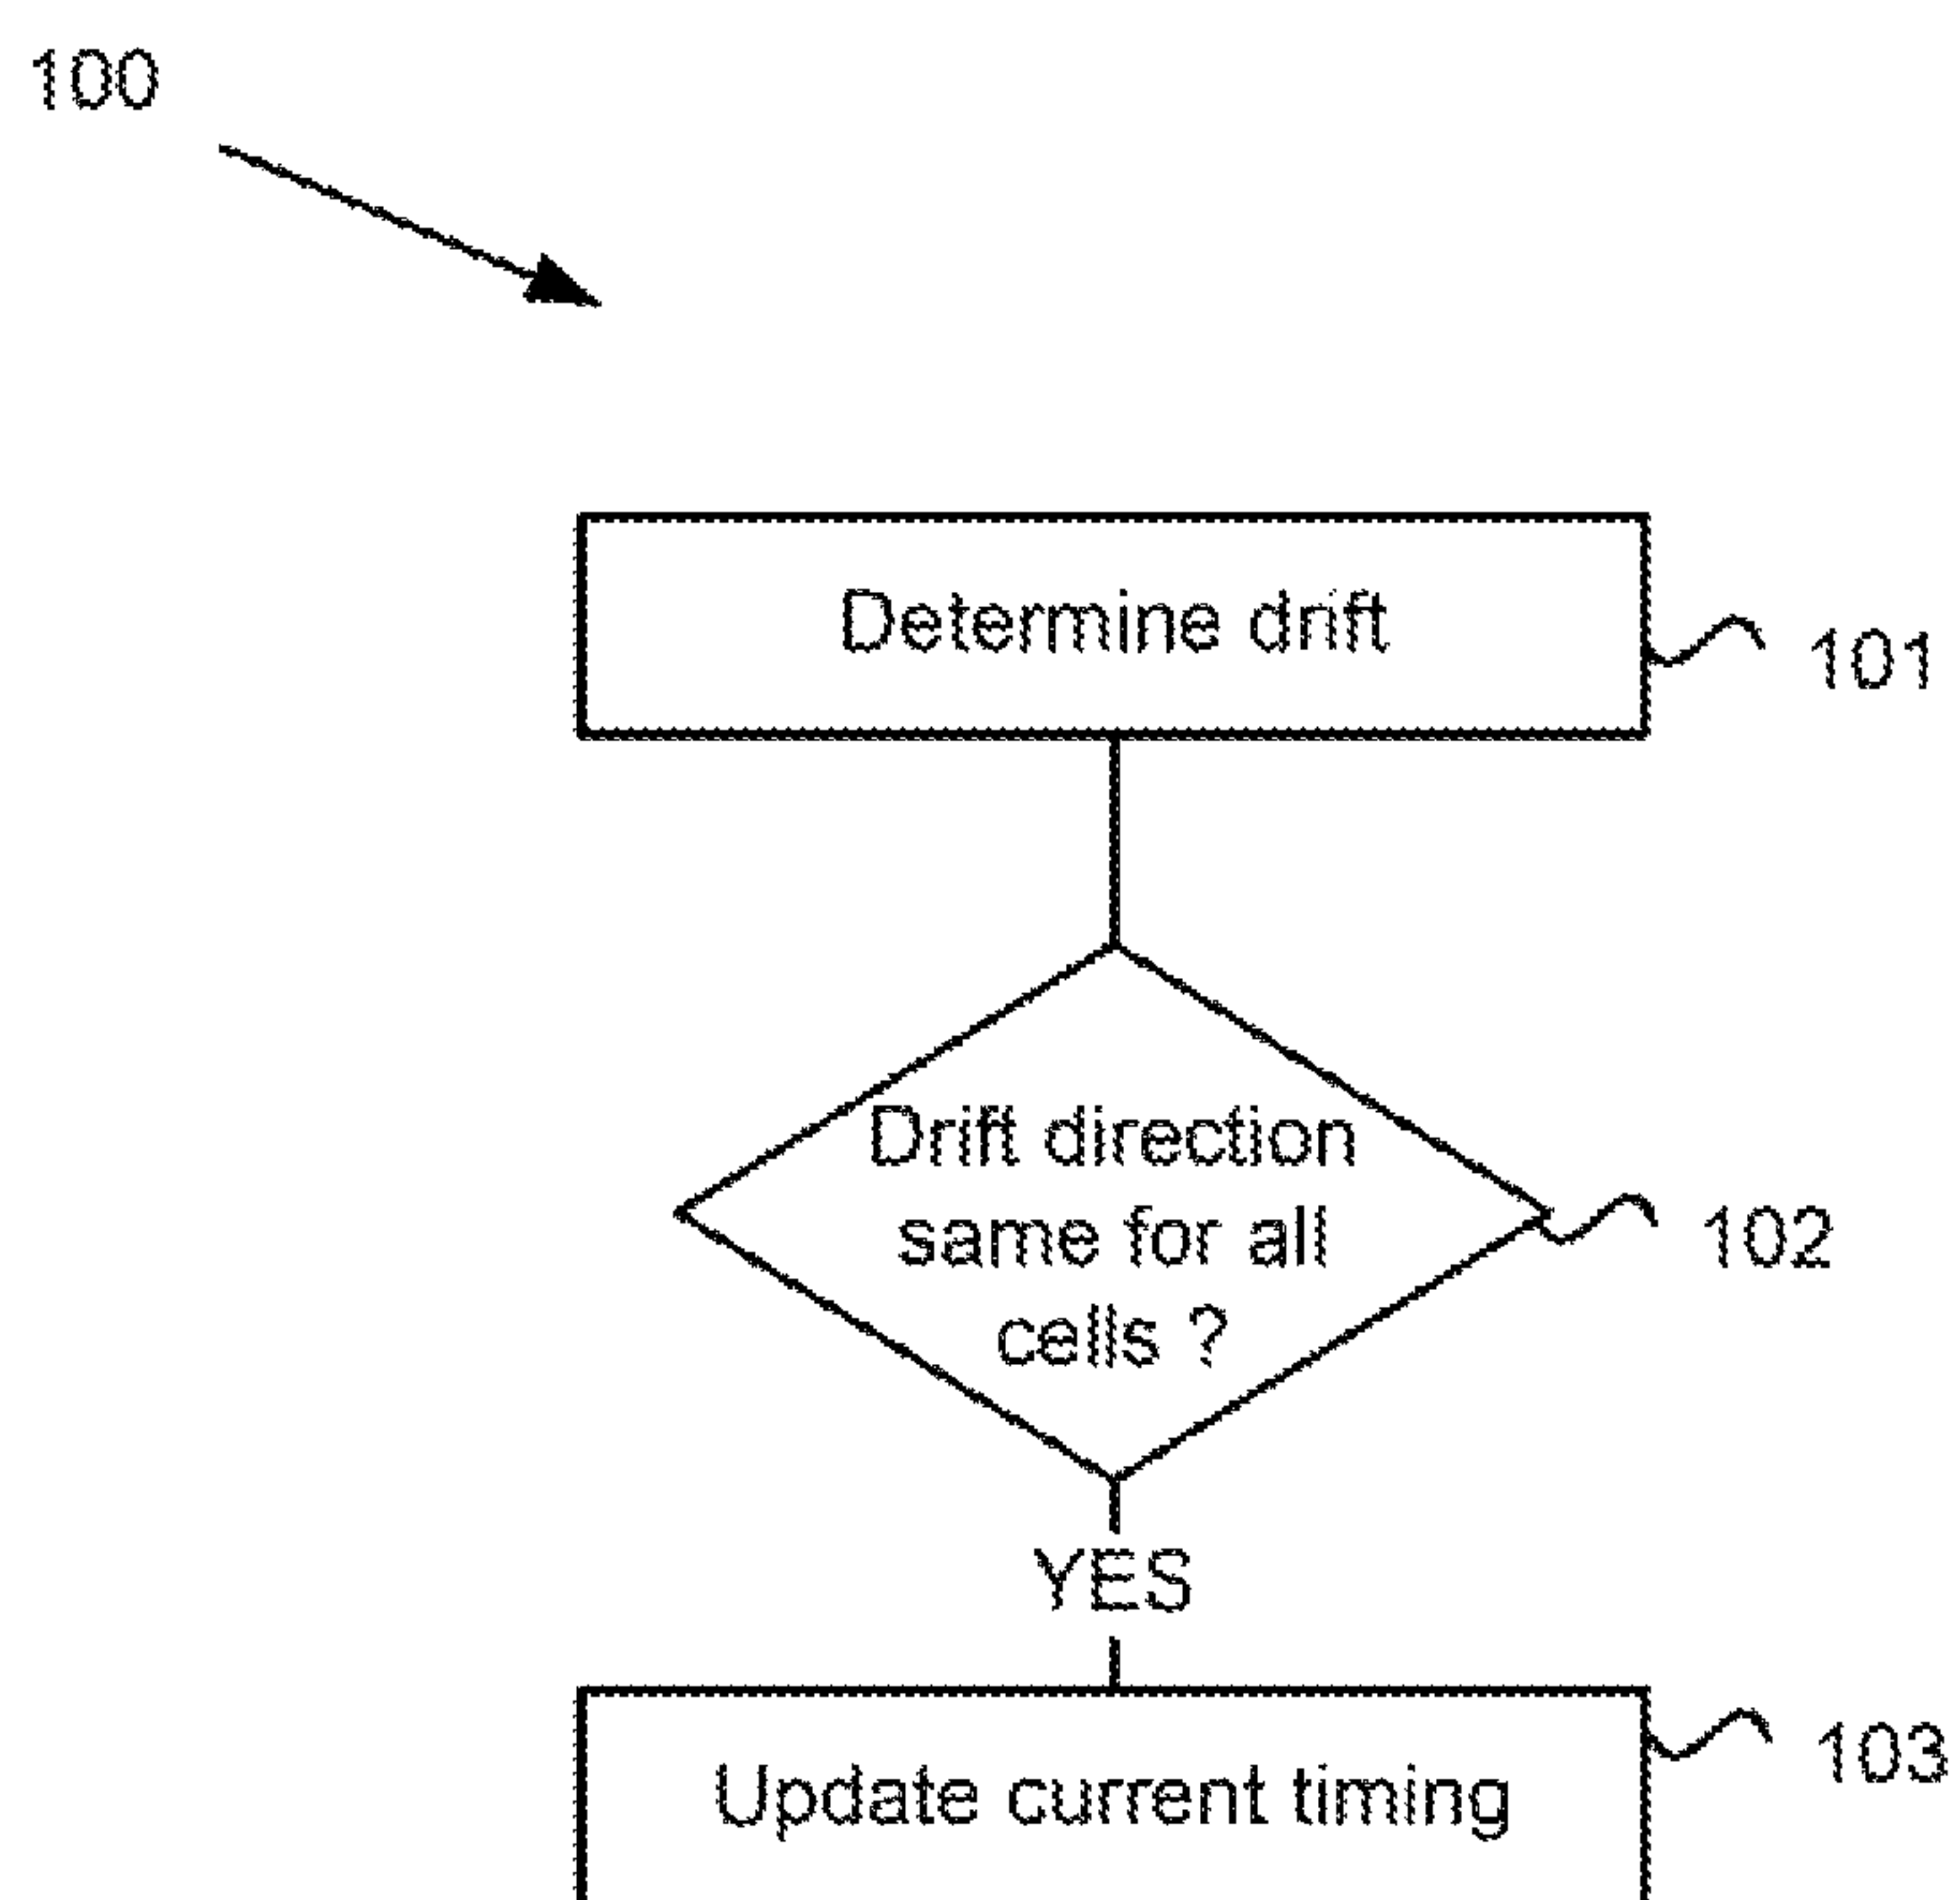 100
Determine drift
101
Drift direction
same for all
cells ?
102
YES
Update current timing
103